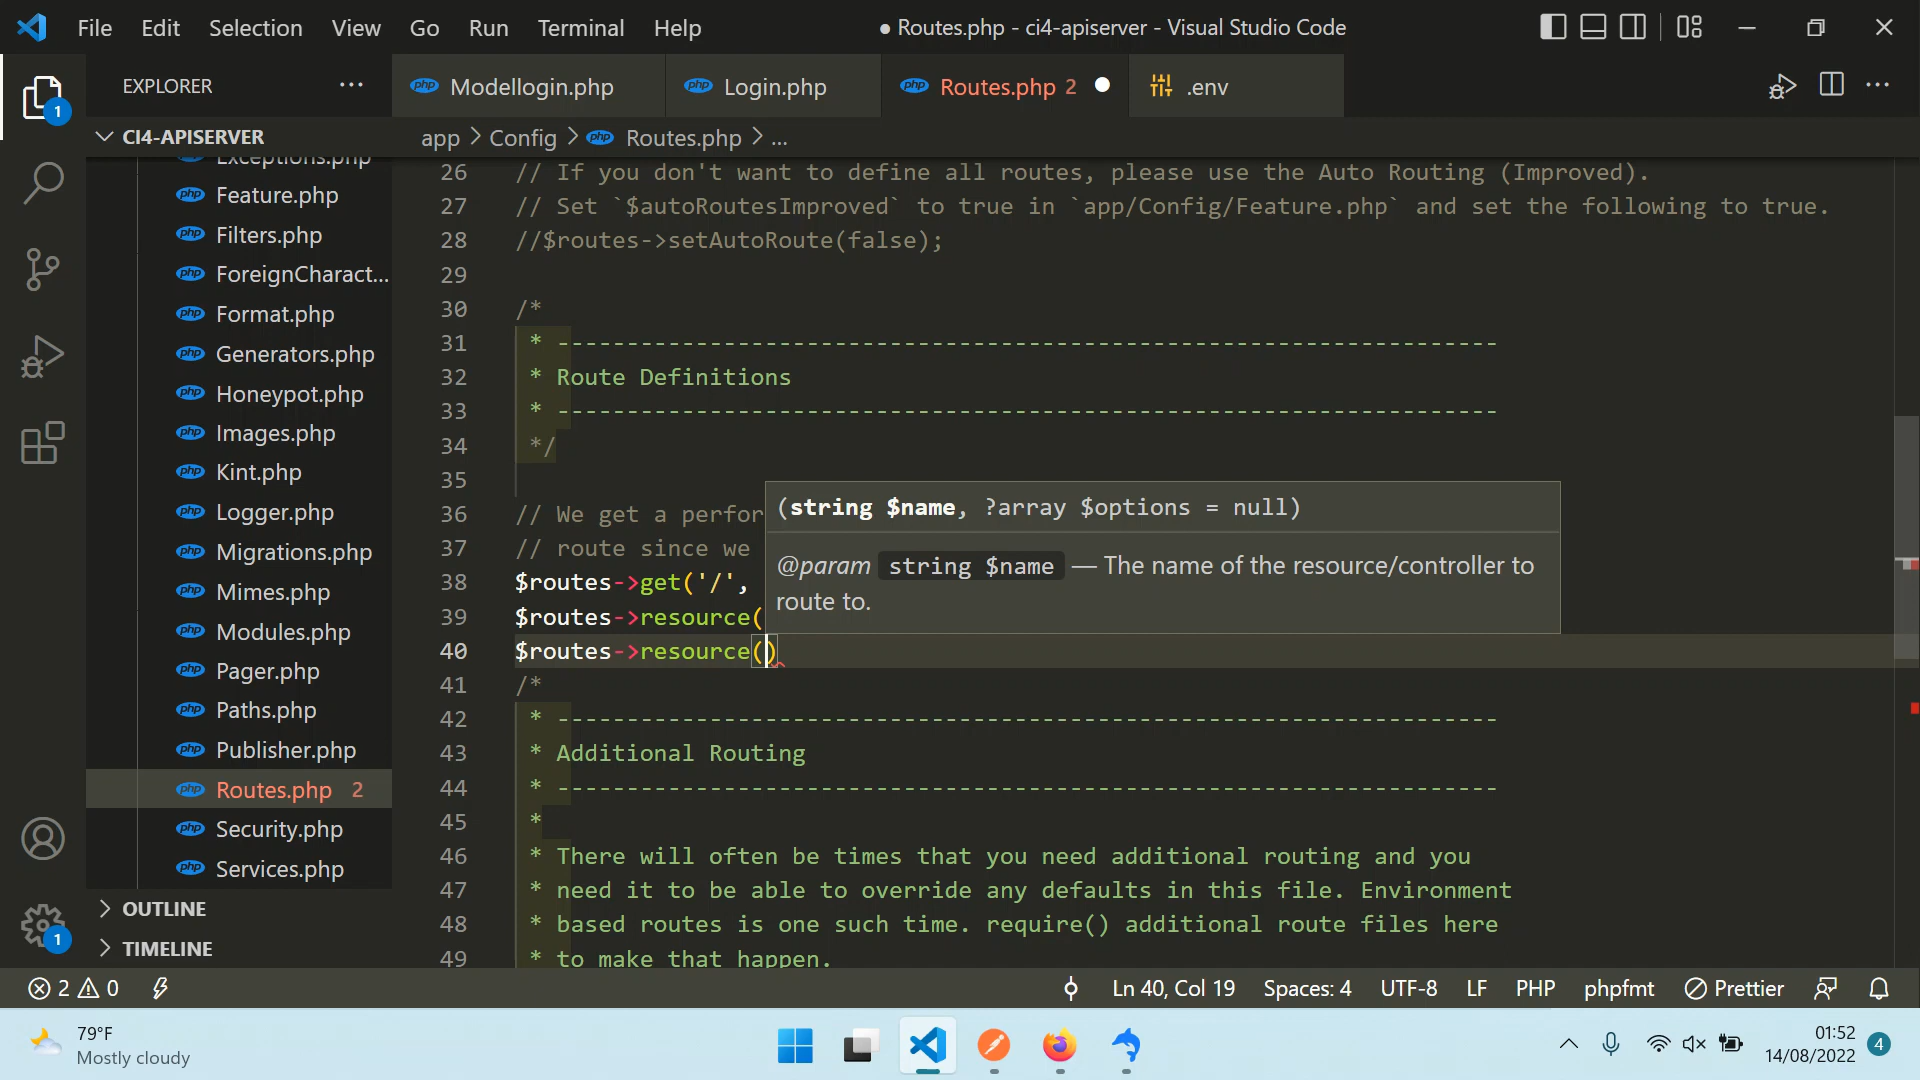 File Edit Selection View Go Run Terminal Help
● Routes.php - ci4-apiserver - Visual Studio Code
EXPLORER ...
Modellogin.php
Login.php
Routes.php 2
.env
CI4-APISERVER
app > Config > Routes.php > ...
Exceptions.php
Feature.php
Filters.php
ForeignCharact...
Format.php
Generators.php
Honeypot.php
Images.php
Kint.php
Logger.php
Migrations.php
Mimes.php
Modules.php
Pager.php
Paths.php
Publisher.php
Routes.php 2
Security.php
Services.php
OUTLINE
TIMELINE
1
1
26 // If you don't want to define all routes, please use the Auto Routing (Improved).
27 // Set `$autoRoutesImproved` to true in `app/Config/Feature.php` and set the following to true.
28 //$routes->setAutoRoute(false);
29
30 /*
31 * --------------------------------------------------------------------
32 * Route Definitions
33 * --------------------------------------------------------------------
34 */
35
36 // We get a perfor
37 // route since we
38 $routes->get('/',
39 $routes->resource(
40 $routes->resource()
41 /*
42 * --------------------------------------------------------------------
43 * Additional Routing
44 * --------------------------------------------------------------------
45 *
46 * There will often be times that you need additional routing and you
47 * need it to be able to override any defaults in this file. Environment
48 * based routes is one such time. require() additional route files here
49 * to make that happen.
(string $name, ?array $options = null)
@param string $name — The name of the resource/controller to
route to.
2 0
Ln 40, Col 19 Spaces: 4 UTF-8 LF PHP phpfmt Prettier
79°F
Mostly cloudy
01:52
14/08/2022
4